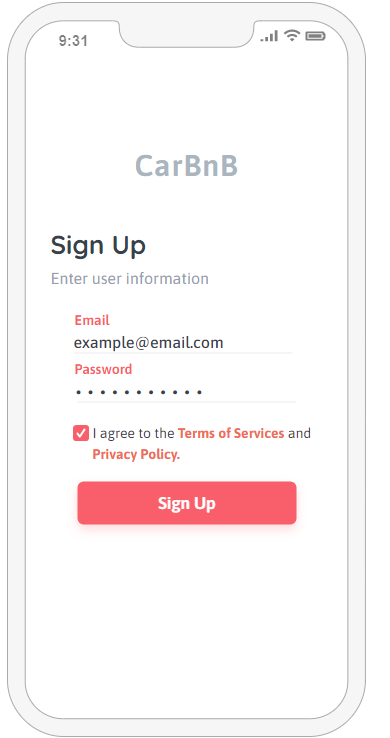 9:31
CarBnB
Sign Up
Enter user information
Email
example@email.com
Password
• • • • • • • • • • •
I agree to the Terms of Services and
Privacy Policy.
Sign Up